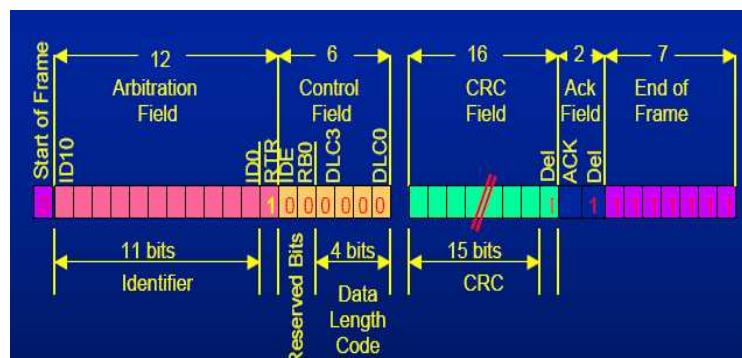 12
6
16
2
7
Arbitration
Field
Control
Field
CRC
Field
Ack
Field
End of
Frame
Start of Frame
ID10
ID0
RTR
IDE
RB0
DLC3
DLC0
Del
ACK
Del
1 0 0 0 0 0 0
1
1
1 1 1 1 1 1 1
11 bits
Identifier
Reserved Bits
4 bits
Data
Length
Code
15 bits
CRC